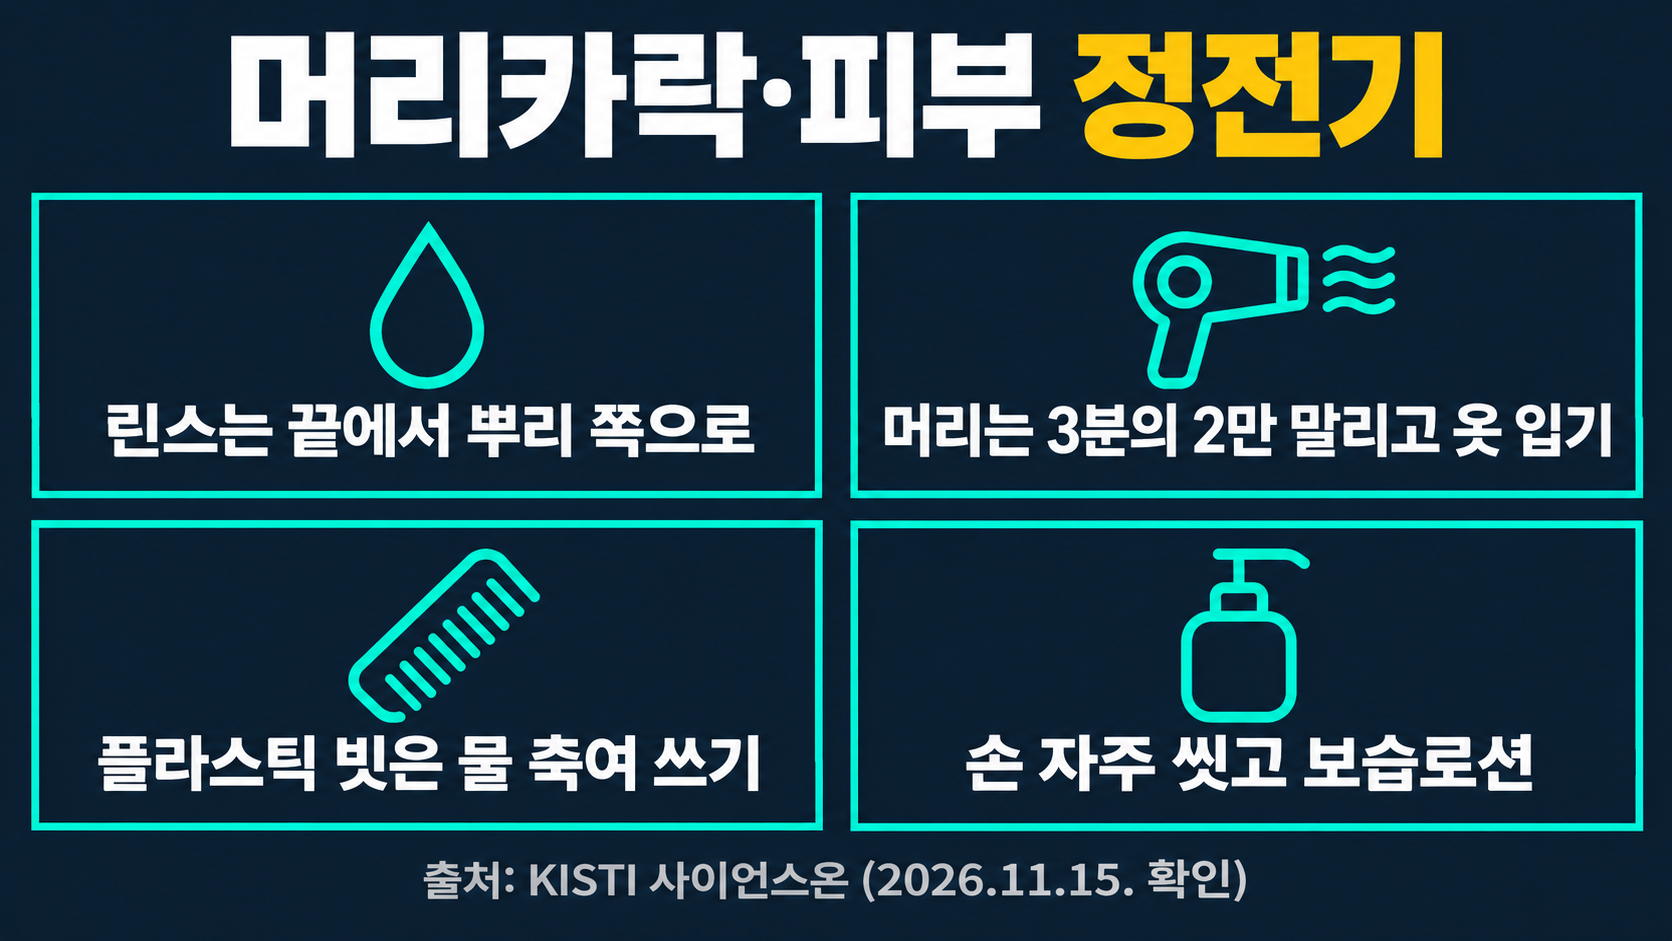 머리카락·피부 정전기
린스는 끝에서 뿌리 쪽으로
머리는 3분의 2만 말리고 옷 입기
플라스틱 빗은 물 축여 쓰기
손 자주 씻고 보습로션
출처: KISTI 사이언스온 (2026.11.15. 확인)